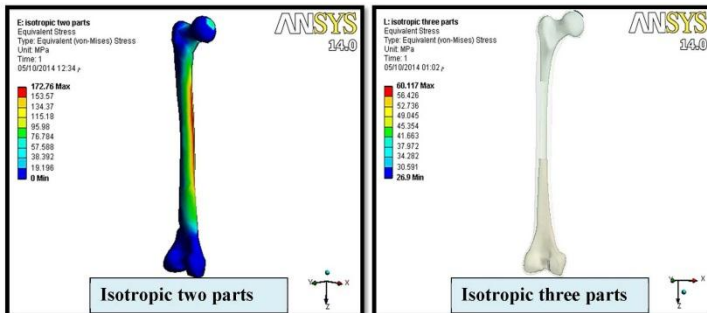 E: isotropic two parts
Equivalent Stress
Type: Equivalent (von-Mises) Stress
Unit: MPa
Time: 1
05/10/2014 12:34 م
172.76 Max
153.57
134.37
115.18
95.98
76.784
57.588
38.392
19.196
0 Min
ANSYS
14.0
Y
X
Z
Isotropic two parts
L: isotropic three parts
Equivalent Stress
Type: Equivalent (von-Mises) Stress
Unit: MPa
Time: 1
05/10/2014 01:02 م
60.117 Max
56.426
52.736
49.045
45.354
41.663
37.972
34.282
30.591
26.9 Min
ANSYS
14.0
Y
X
Z
Isotropic three parts